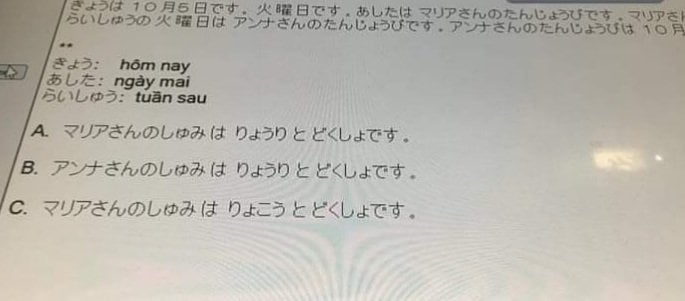 きょうは １０月５日です。火曜日です。あしたは マリアさんのたんじょうびです。マリアさ
らいしゅうの 火曜日は アンナさんのたんじょうびです。アンナさんのたんじょうびは １０月
**
きょう： hôm nay
あした： ngày mai
らいしゅう： tuần sau
A. マリアさんのしゅみは りょうり と どくしょです。
B. アンナさんのしゅみは りょうり と どくしょです。
C. マリアさんのしゅみは りょこう と どくしょです。